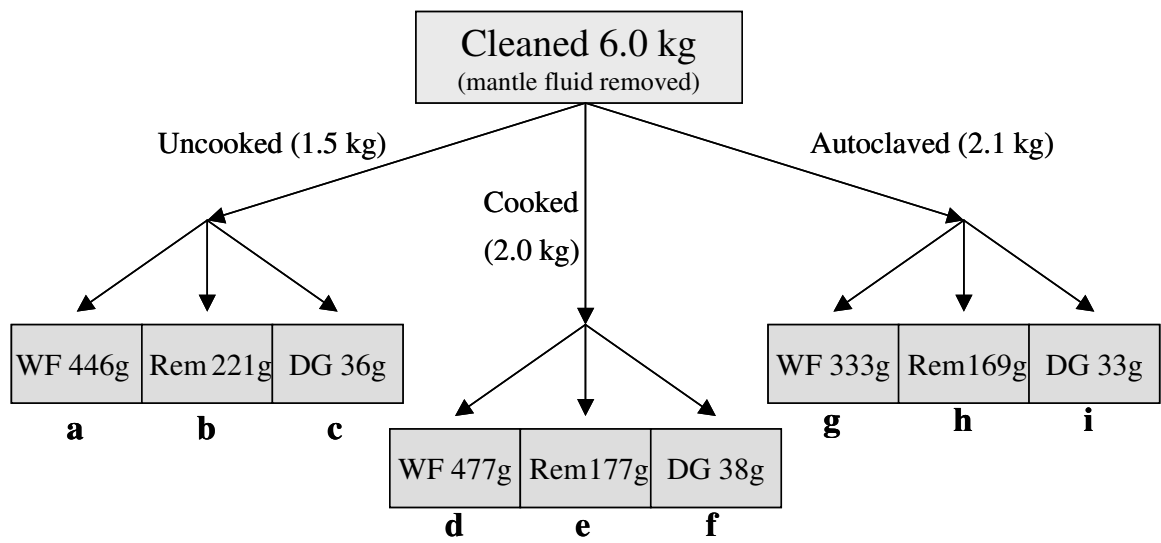 Cleaned 6.0 kg
(mantle fluid removed)
Uncooked (1.5 kg)
Autoclaved (2.1 kg)
Cooked
(2.0 kg)
WF 446g
Rem 221g
DG 36g
a
b
c
WF 333g
Rem169g
DG 33g
g
h
i
WF 477g
Rem177g
DG 38g
d
e
f